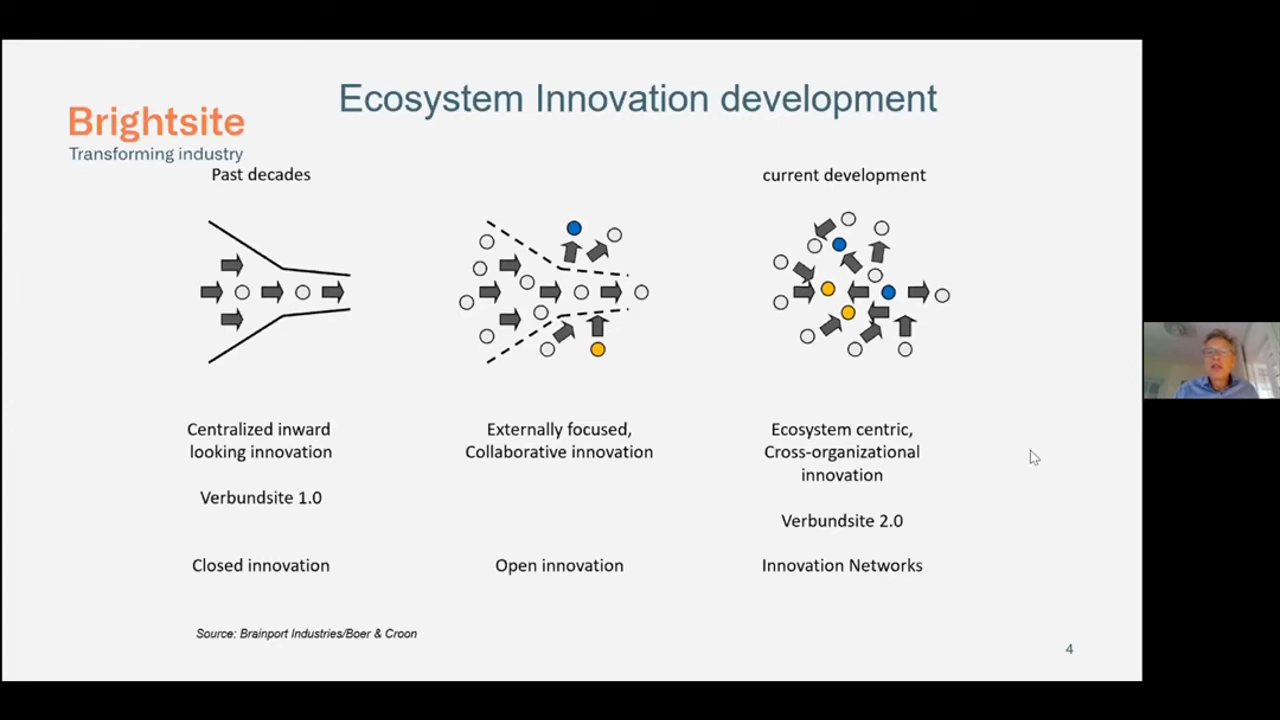 Ecosystem Innovation development
Brightsite
Transforming industry
Past decades
current development
Centralized inward
looking innovation
Verbundsite 1.0
Closed innovation
Externally focused,
Collaborative innovation
Open innovation
Ecosystem centric,
Cross-organizational
innovation
Verbundsite 2.0
Innovation Networks
Source: Brainport Industries/Boer & Croon
4